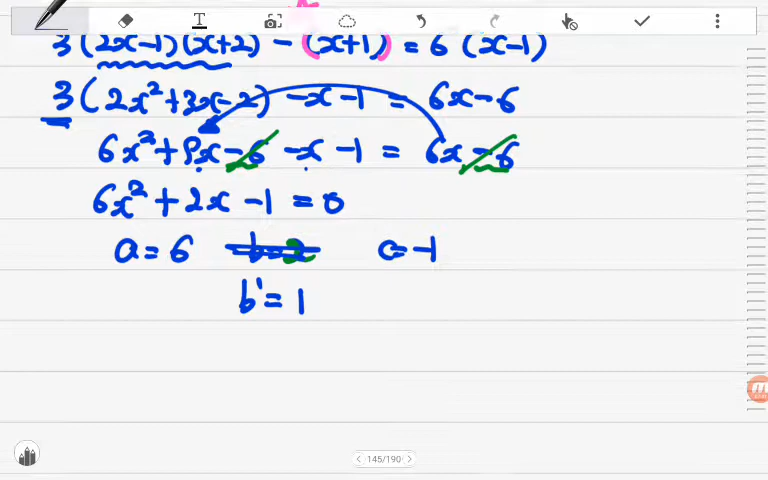 3(2x-1)(x+2) - (x+1) = 6(x-1)
3(2x²+3x-2) -x-1 = 6x-6
6x²+9x-6 -x-1 = 6x-6
6x²+2x-1=0
a=6 b=2 c=-1
b'=1
145/190